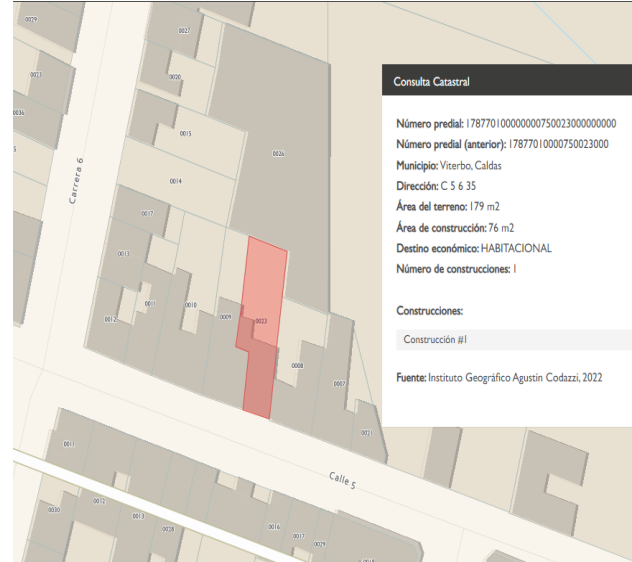 0029
0027
0023
0020
0036
0015
0026
0014
Carrera 6
0017
0013
0011
0010
0012
0009
0023
0008
0007
0021
Calle 5
0011
0012
0030
0013
0028
0016
0017
0029
Consulta Catastral
Número predial: 178770100000000750023000000000
Número predial (anterior): 17877010000750023000
Municipio: Viterbo, Caldas
Dirección: C 5 6 35
Área del terreno: 179 m2
Área de construcción: 76 m2
Destino económico: HABITACIONAL
Número de construcciones: 1
Construcciones:
Construcción #1
Fuente: Instituto Geográfico Agustín Codazzi, 2022